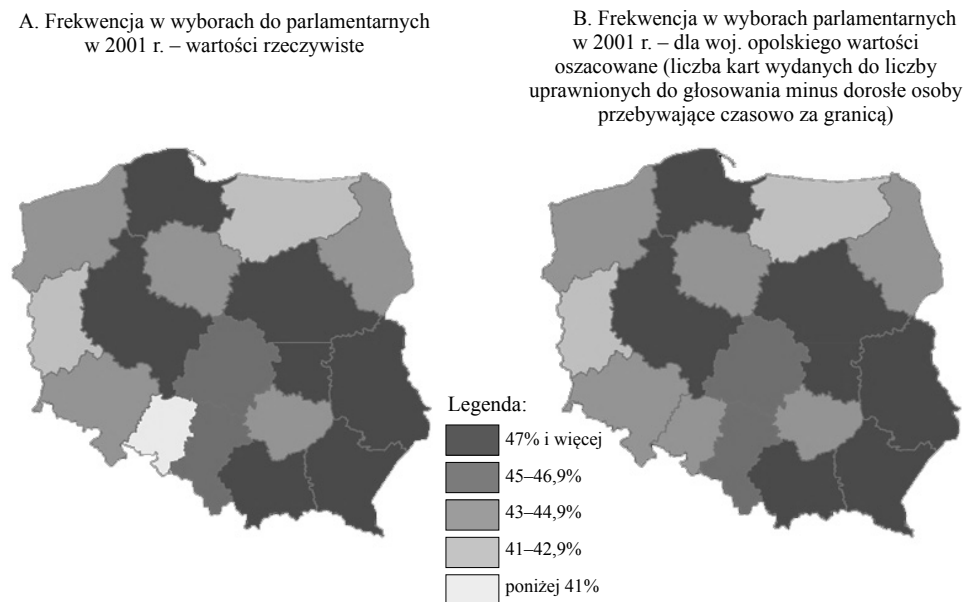 A. Frekwencja w wyborach do parlamentarnych
w 2001 r. – wartości rzeczywiste
B. Frekwencja w wyborach parlamentarnych
w 2001 r. – dla woj. opolskiego wartości
oszacowane (liczba kart wydanych do liczby
uprawnionych do głosowania minus dorosłe osoby
przebywające czasowo za granicą)
Legenda:
47% i więcej
45–46,9%
43–44,9%
41–42,9%
poniżej 41%